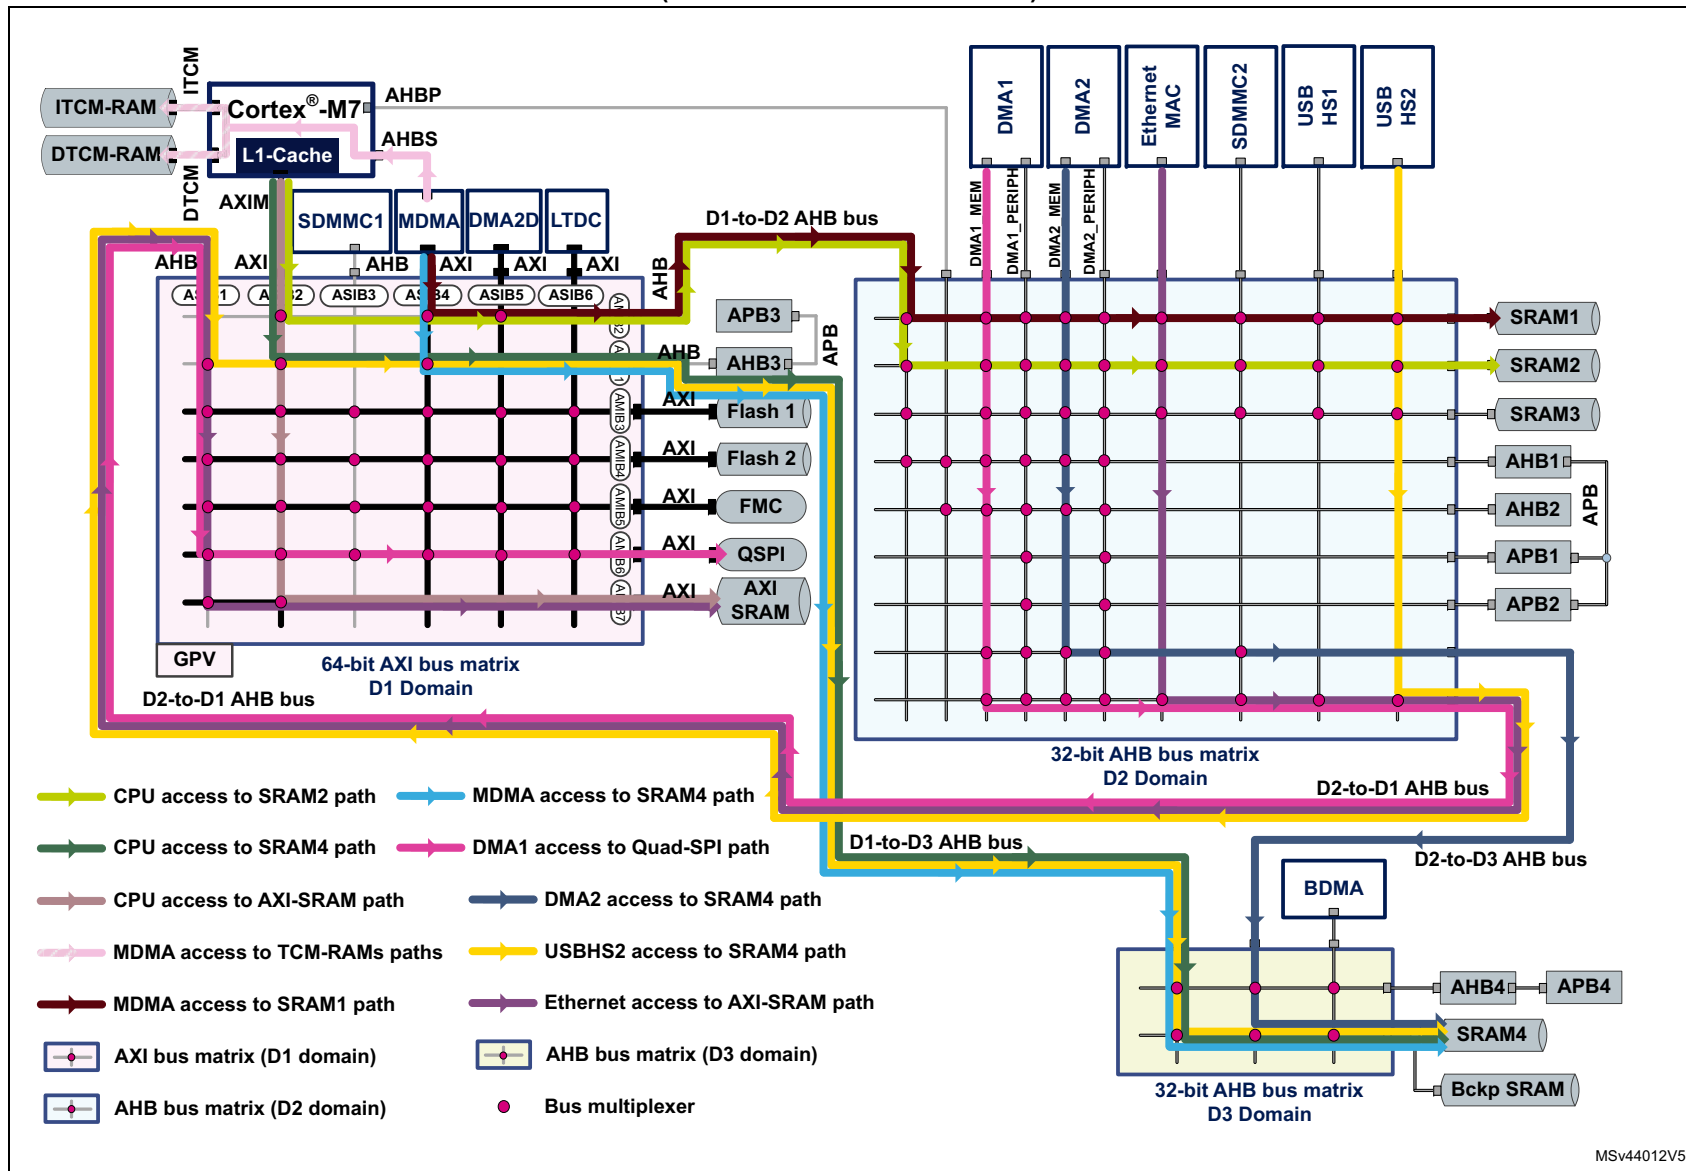 ITCM
ITCM-RAM
Cortex®-M7
AHBP
DTCM-RAM
L1-Cache
AHBS
DTCM
AXIM
SDMMC1
MDMA
DMA2D
LTDC
D1-to-D2 AHB bus
AHB
AXI
AHB
AXI
AXI
AXI
AHB
ASIB3
ASIB5
ASIB6
APB3
AHB
AHB3
APB
AMIB3
AXI
Flash 1
AMIB4
AXI
Flash 2
AMIB5
AXI
FMC
AXI
QSPI
AXI
AXI
SRAM
GPV
64-bit AXI bus matrix
D1 Domain
D2-to-D1 AHB bus
DMA1
DMA2
Ethernet
MAC
SDMMC2
USB
HS1
USB
HS2
DMA1_MEM
DMA1_PERIPH
DMA2_MEM
DMA2_PERIPH
SRAM1
SRAM2
SRAM3
AHB1
AHB2
APB
APB1
APB2
32-bit AHB bus matrix
D2 Domain
D2-to-D1 AHB bus
D1-to-D3 AHB bus
D2-to-D3 AHB bus
BDMA
AHB4
APB4
SRAM4
Bckp SRAM
32-bit AHB bus matrix
D3 Domain
CPU access to SRAM2 path
MDMA access to SRAM4 path
CPU access to SRAM4 path
DMA1 access to Quad-SPI path
CPU access to AXI-SRAM path
DMA2 access to SRAM4 path
MDMA access to TCM-RAMs paths
USBHS2 access to SRAM4 path
MDMA access to SRAM1 path
Ethernet access to AXI-SRAM path
AXI bus matrix (D1 domain)
AHB bus matrix (D3 domain)
AHB bus matrix (D2 domain)
Bus multiplexer
MSv44012V5